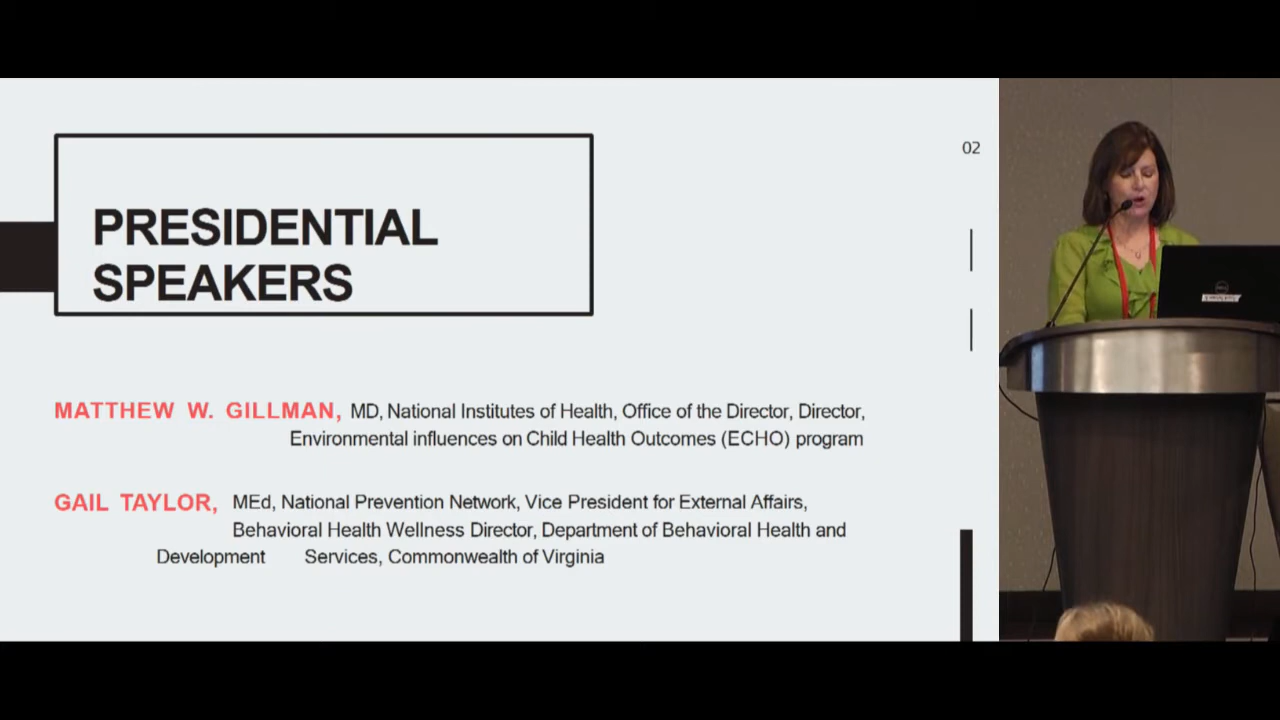 02
PRESIDENTIAL
SPEAKERS
MATTHEW W. GILLMAN, MD, National Institutes of Health, Office of the Director, Director,
Environmental influences on Child Health Outcomes (ECHO) program
GAIL TAYLOR, MEd, National Prevention Network, Vice President for External Affairs,
Behavioral Health Wellness Director, Department of Behavioral Health and
Development Services, Commonwealth of Virginia